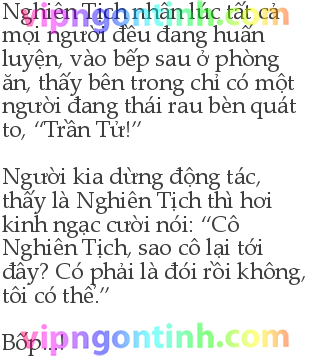 Nghiên Tịch nhân lúc tất cả
mọi người đều đang huấn
luyện, vào bếp sau ở phòng
ăn, thấy bên trong chỉ có một
người đang thái rau bèn quát
to, “Trần Tử!”
Người kia dừng động tác,
thấy là Nghiên Tịch thì hơi
kinh ngạc cười nói: “Cô
Nghiên Tịch, sao cô lại tới
đây? Có phải là đói rồi không,
tôi có thể.”
Bốp...!
vipngontinh.com
vipngontinh.com